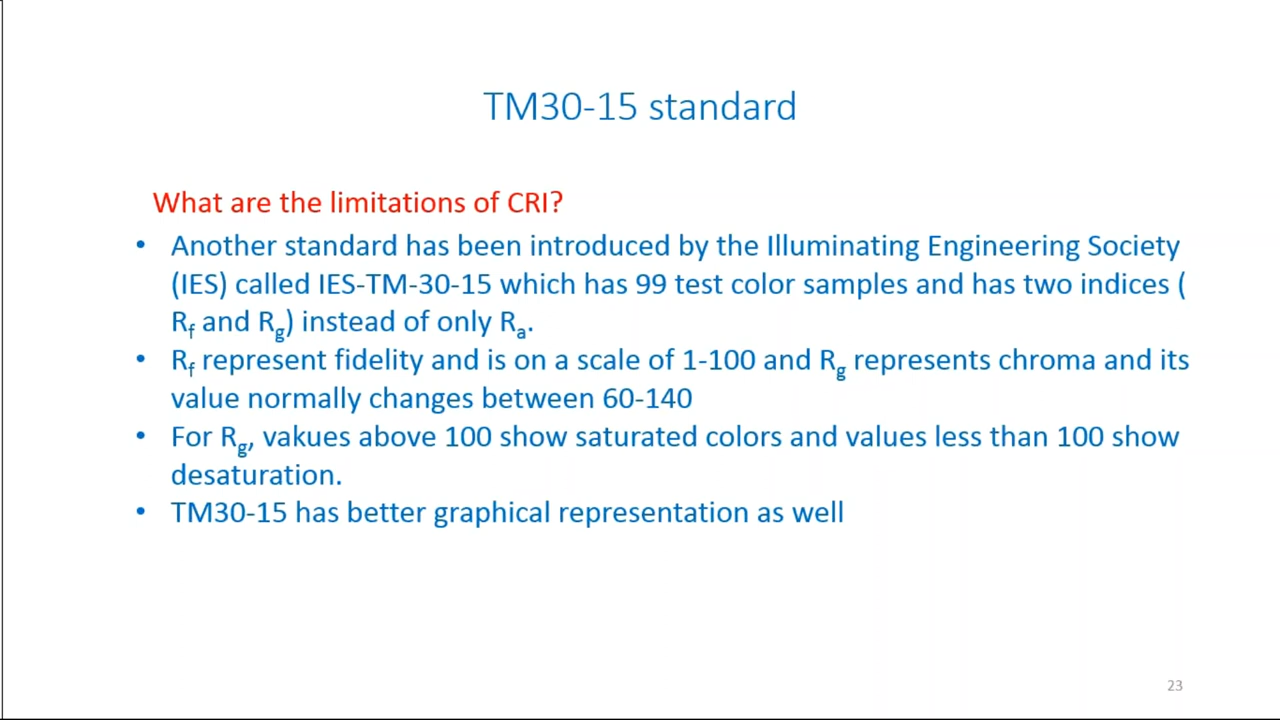 TM30-15 standard
What are the limitations of CRI?
• Another standard has been introduced by the Illuminating Engineering Society
(IES) called IES-TM-30-15 which has 99 test color samples and has two indices (
Rf and Rg) instead of only Ra.
• Rf represent fidelity and is on a scale of 1-100 and Rg represents chroma and its
value normally changes between 60-140
• For Rg, vakues above 100 show saturated colors and values less than 100 show
desaturation.
• TM30-15 has better graphical representation as well
23